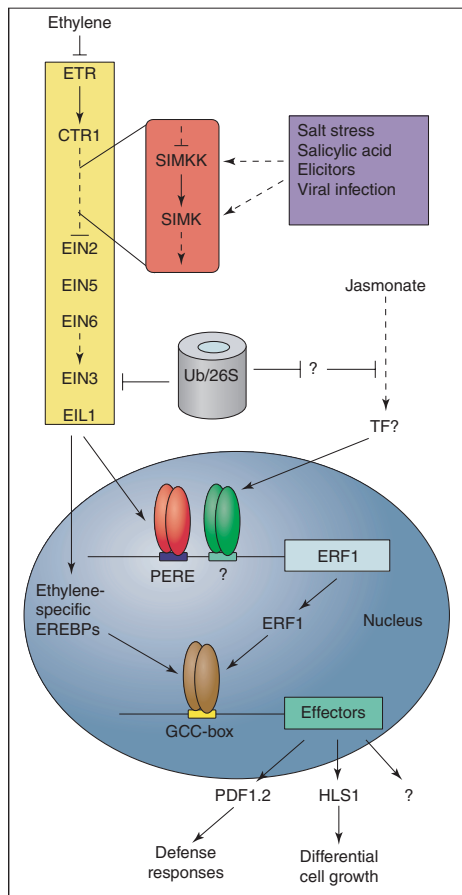 Ethylene
ETR
CTR1
SIMKK
SIMK
Salt stress
Salicylic acid
Elicitors
Viral infection
EIN2
EIN5
EIN6
EIN3
EIL1
Jasmonate
Ub/26S
?
TF?
PERE
?
ERF1
Ethylene-
specific
EREBPs
ERF1
Nucleus
GCC-box
Effectors
PDF1.2
HLS1
?
Defense
responses
Differential
cell growth